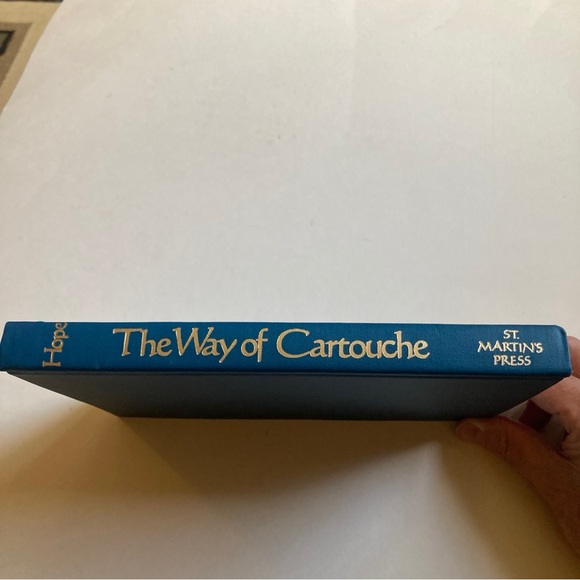 Hope
The Way of Cartouche
ST.
MARTIN'S
PRESS